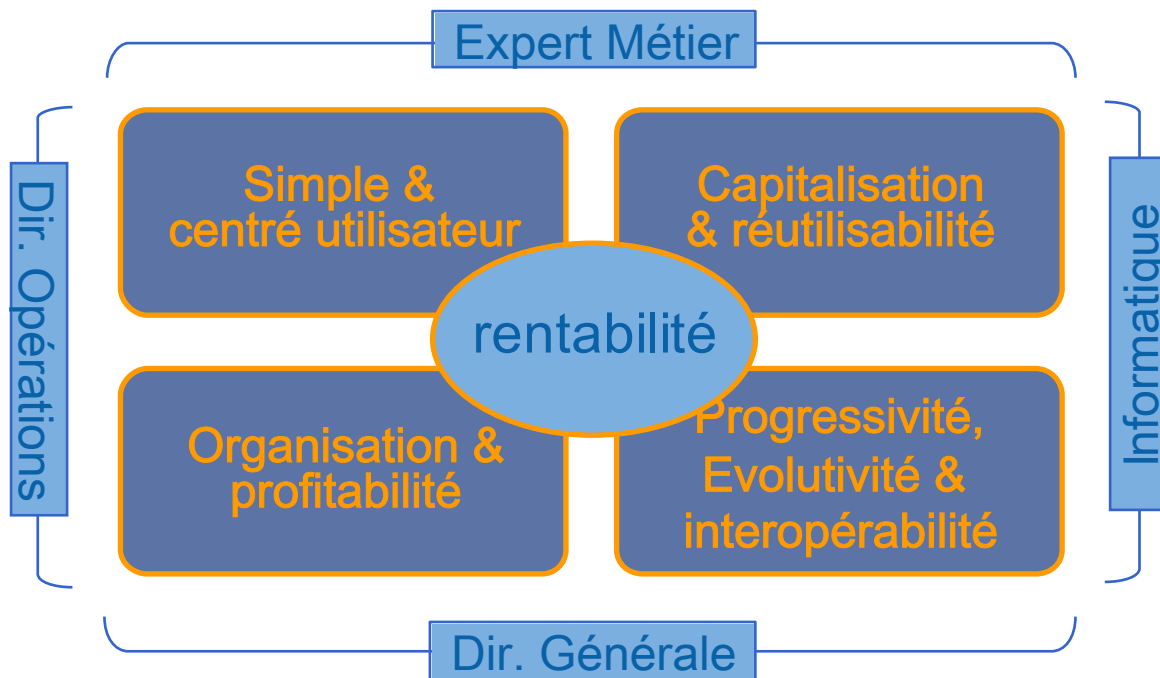 Expert Métier
Dir. Opérations
Simple &
centré utilisateur
Capitalisation
& réutilisabilité
Informatique
rentabilité
Organisation &
profitabilité
Progressivité,
Evolutivité &
interopérabilité
Dir. Générale